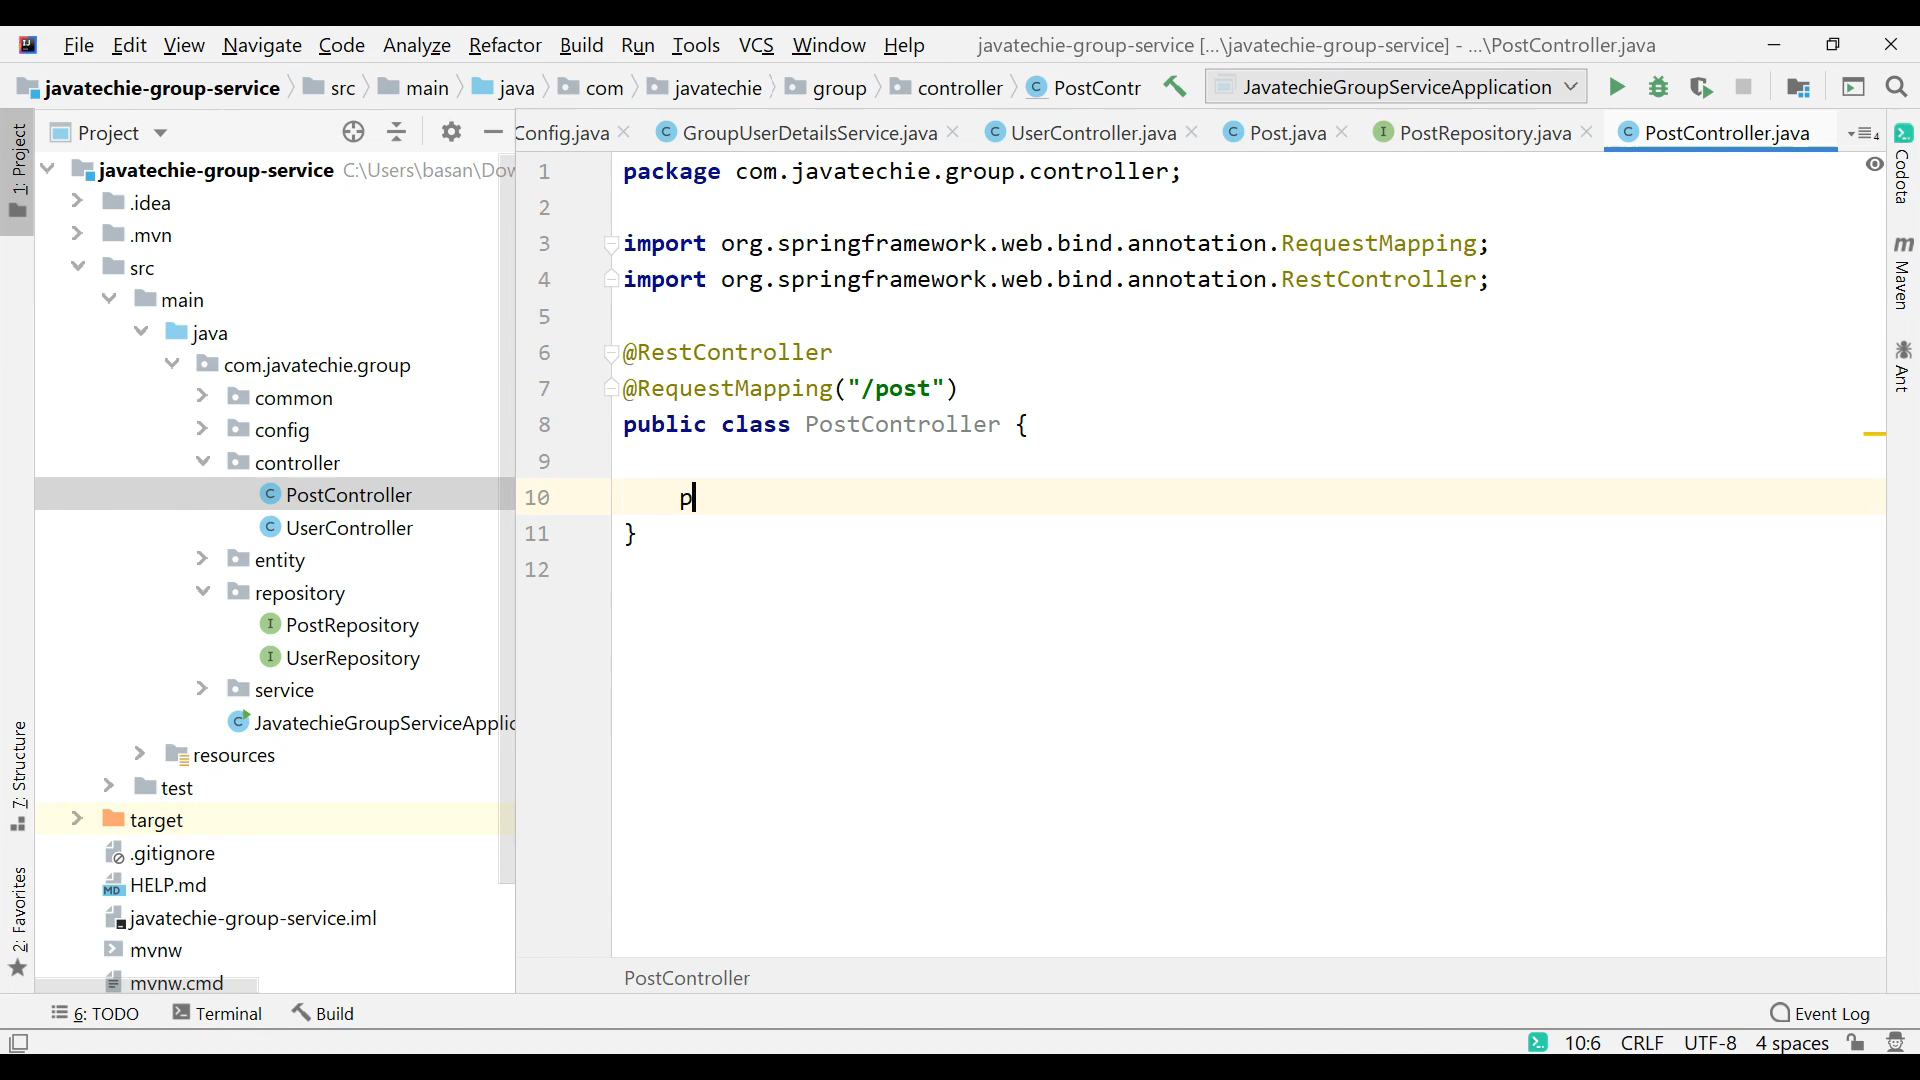 File Edit View Navigate Code Analyze Refactor Build Run Tools VCS Window Help javatechie-group-service [...\javatechie-group-service] - ...\PostController.java
javatechie-group-service src main java com javatechie group controller PostContr JavatechieGroupServiceApplication
Project Config.java GroupUserDetailsService.java UserController.java Post.java PostRepository.java PostController.java 4
1: Project
7: Structure
2: Favorites
javatechie-group-service C:\Users\basan\Dow
.idea
.mvn
src
main
java
com.javatechie.group
common
config
controller
PostController
UserController
entity
repository
PostRepository
UserRepository
service
JavatechieGroupServiceApplic
resources
test
target
.gitignore
HELP.md
javatechie-group-service.iml
mvnw
mvnw.cmd
1 package com.javatechie.group.controller;
2
3 import org.springframework.web.bind.annotation.RequestMapping;
4 import org.springframework.web.bind.annotation.RestController;
5
6 @RestController
7 @RequestMapping("/post")
8 public class PostController {
9
10 p
11 }
12
PostController
Codota
Maven
Ant
6: TODO Terminal Build Event Log
10:6 CRLF UTF-8 4 spaces